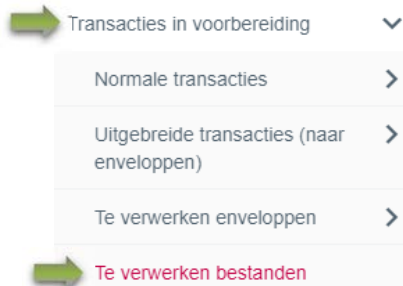 Transacties in voorbereiding
Normale transacties
Uitgebreide transacties (naar
enveloppen)
Te verwerken enveloppen
Te verwerken bestanden